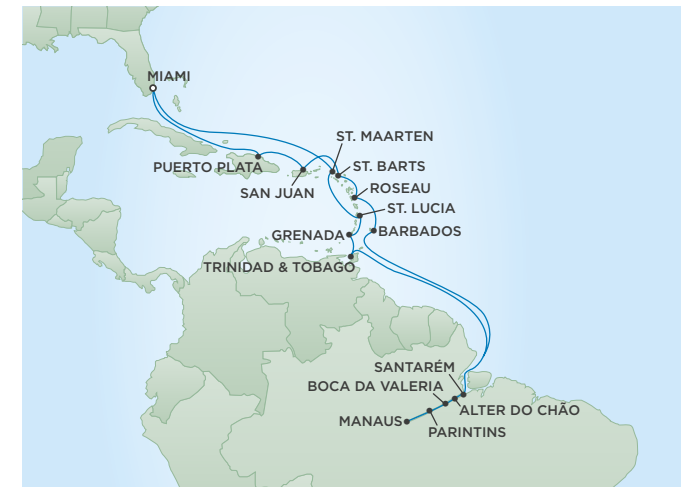 MIAMI
ST. MAARTEN
PUERTO PLATA
ST. BARTS
SAN JUAN
ROSEAU
ST. LUCIA
GRENADA
BARBADOS
TRINIDAD & TOBAGO
SANTARÉM
BOCA DA VALERIA
ALTER DO CHÃO
MANAUS
PARINTINS